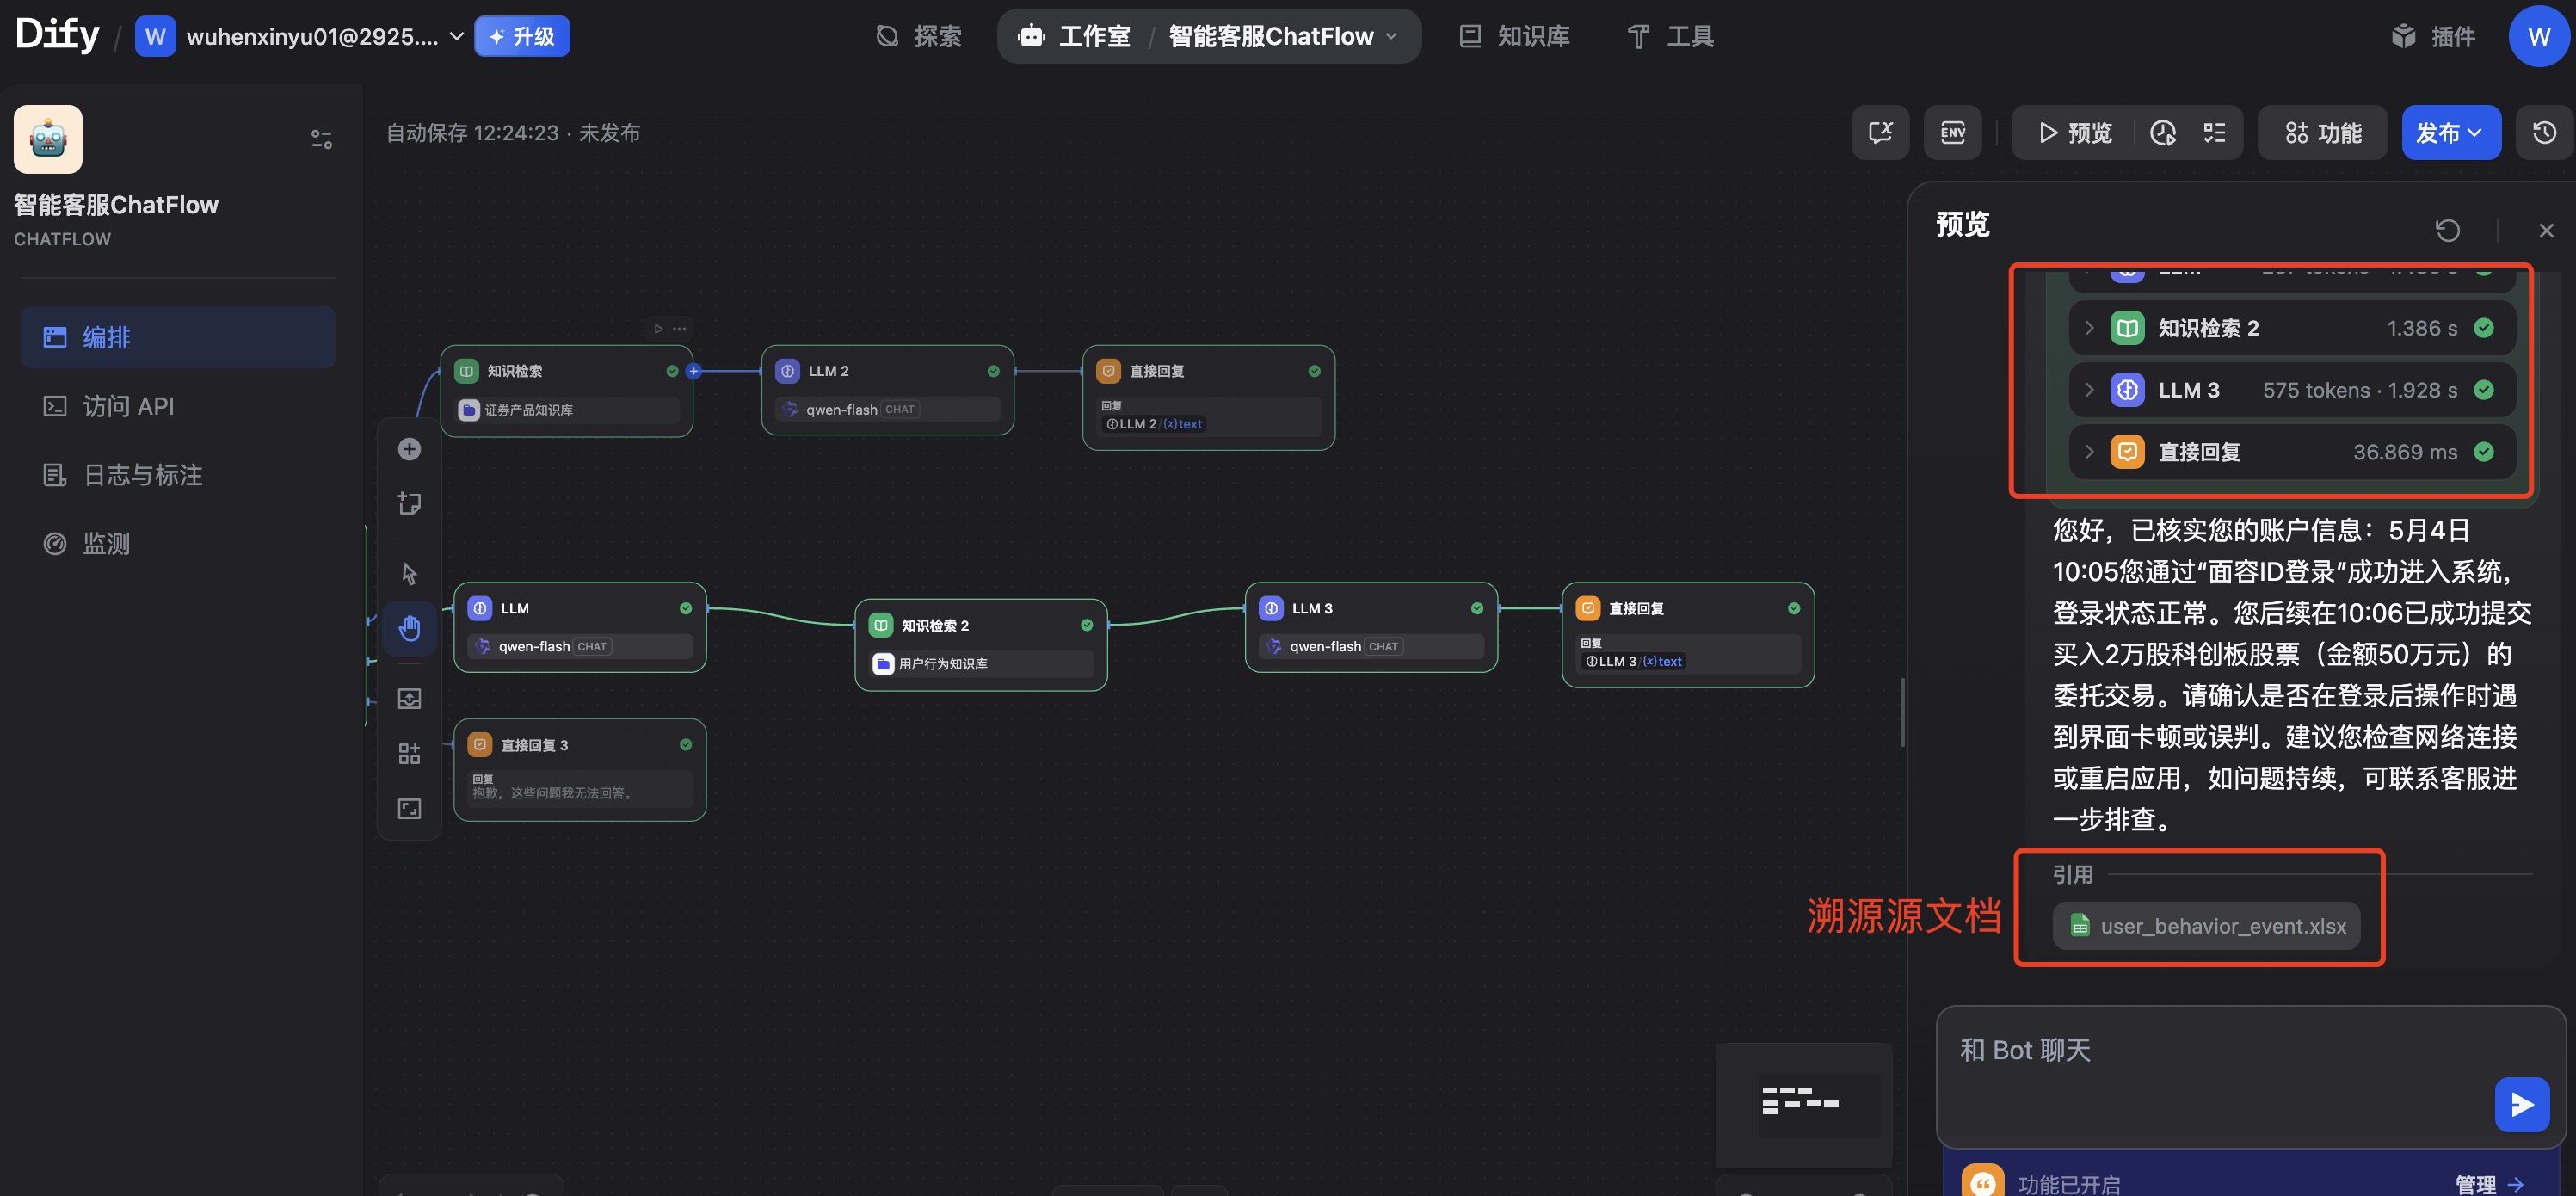 Dify / W wuhenxinyu01@2925.... 升级
探索
工作室 / 智能客服ChatFlow
知识库
工具
插件
W
智能客服ChatFlow
CHATFLOW
编排
访问 API
日志与标注
监测
自动保存 12:24:23 · 未发布
ENV
预览
功能
发布
知识检索
证券产品知识库
LLM 2
qwen-flash CHAT
直接回复
回复
LLM 2/(x)text
LLM
qwen-flash CHAT
知识检索 2
用户行为知识库
LLM 3
qwen-flash CHAT
直接回复
回复
LLM 3/(x)text
直接回复 3
回复
抱歉，这些问题我无法回答。
预览
知识检索 2 1.386 s
LLM 3 575 tokens · 1.928 s
直接回复 36.869 ms
您好，已核实您的账户信息：5月4日
10:05您通过“面容ID登录”成功进入系统，
登录状态正常。您后续在10:06已成功提交
买入2万股科创板股票（金额50万元）的
委托交易。请确认是否在登录后操作时遇
到界面卡顿或误判。建议您检查网络连接
或重启应用，如问题持续，可联系客服进
一步排查。
引用
溯源源文档
user_behavior_event.xlsx
和 Bot 聊天
功能已开启
管理